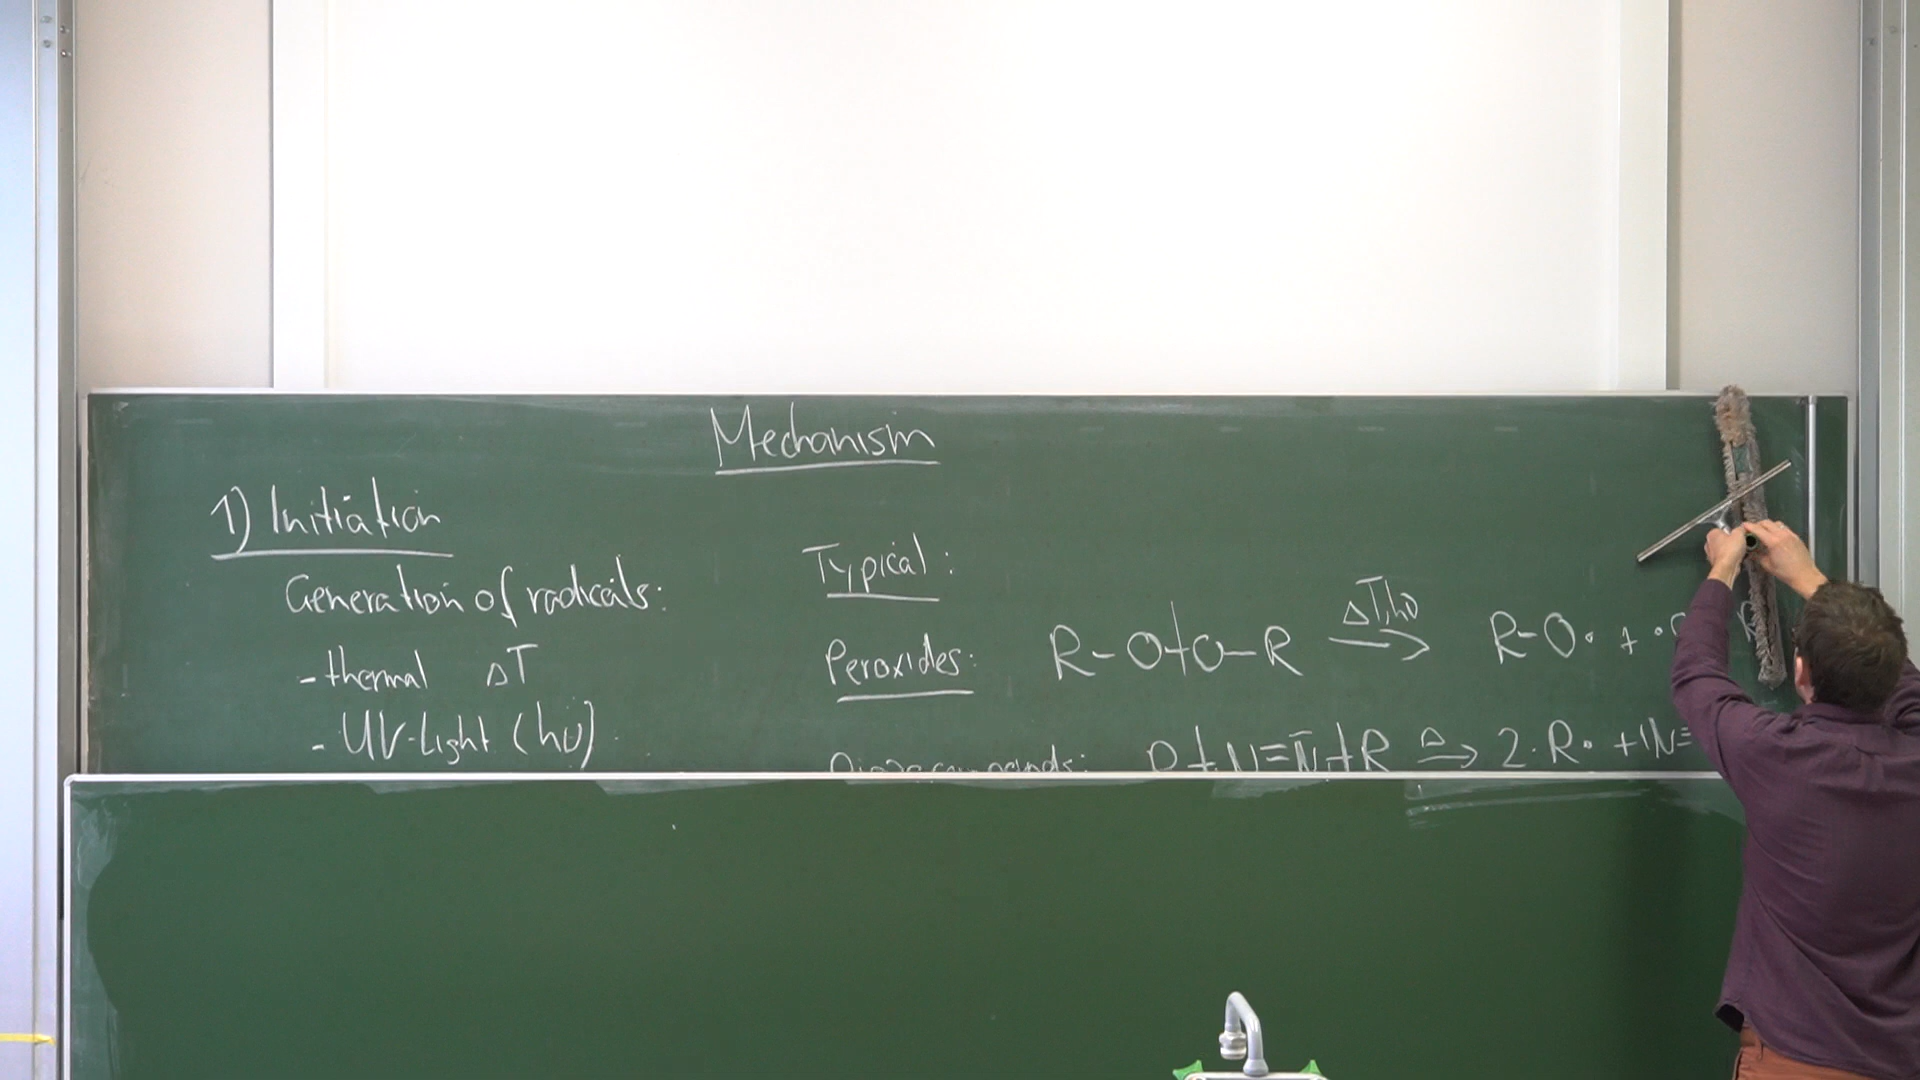 Mechanism
1) Initiation
Generation of radicals:
- thermal ΔT
- UV-Light (hν)
Typical:
Peroxides: R-O+O-R ΔT, hν → R-O• + •
R+N=N+R Δ → 2·R• + |N≡